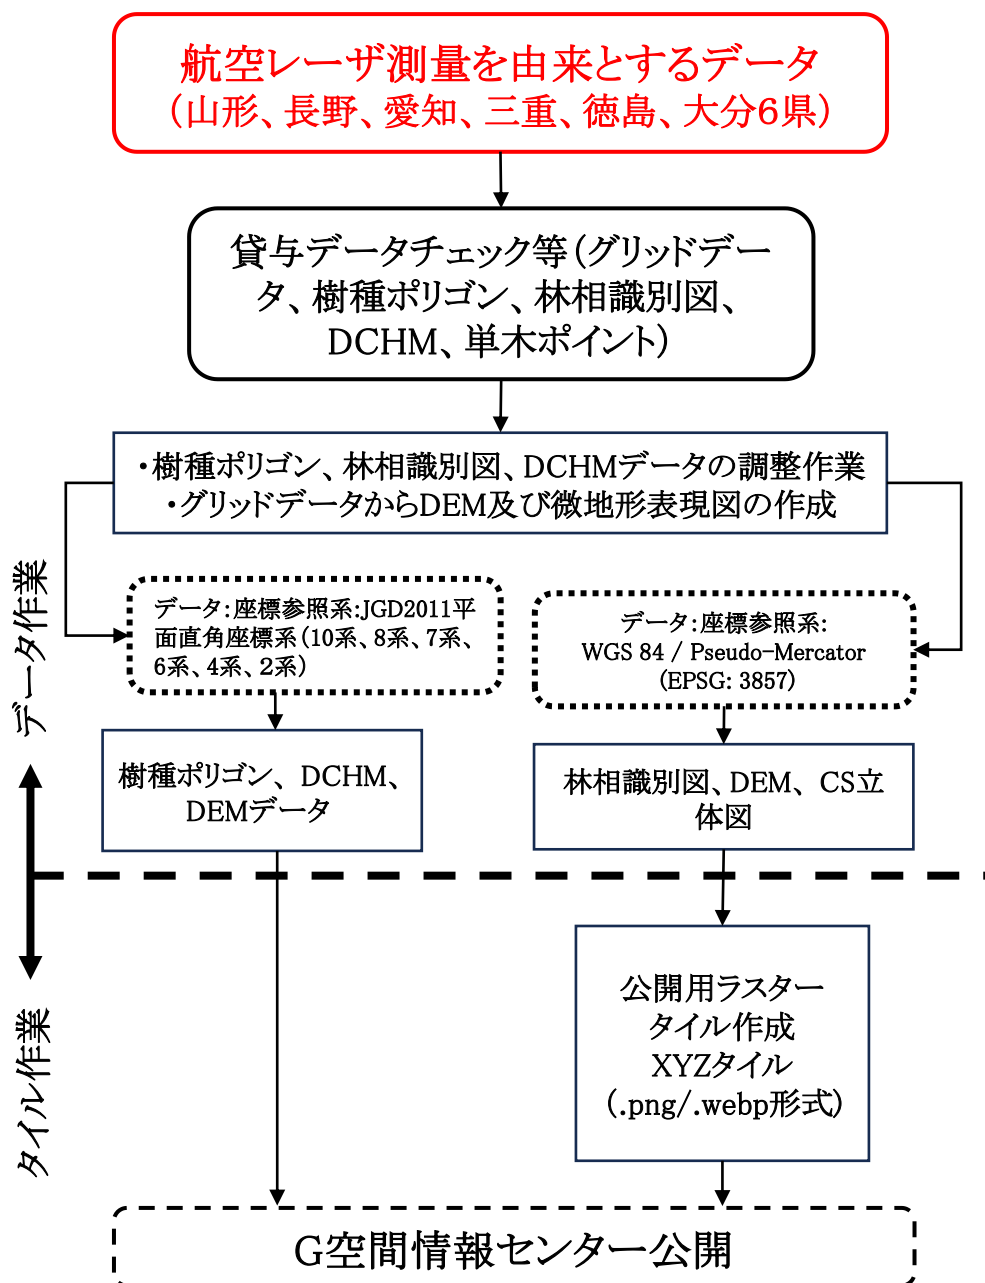 航空レーザ測量を由来とするデータ
（山形、長野、愛知、三重、徳島、大分6県）
貸与データチェック等（グリッドデー
タ、樹種ポリゴン、林相識別図、
DCHM、単木ポイント）
・樹種ポリゴン、林相識別図、DCHMデータの調整作業
・グリッドデータからDEM及び微地形表現図の作成
データ作業
データ：座標参照系：JGD2011平
面直角座標系（10系、8系、7系、
6系、4系、2系）
データ：座標参照系：
WGS 84 / Pseudo-Mercator
(EPSG: 3857)
樹種ポリゴン、DCHM、
DEMデータ
林相識別図、DEM、CS立
体図
タイル作業
公開用ラスター
タイル作成
XYZタイル
（.png/.webp形式）
G空間情報センター公開